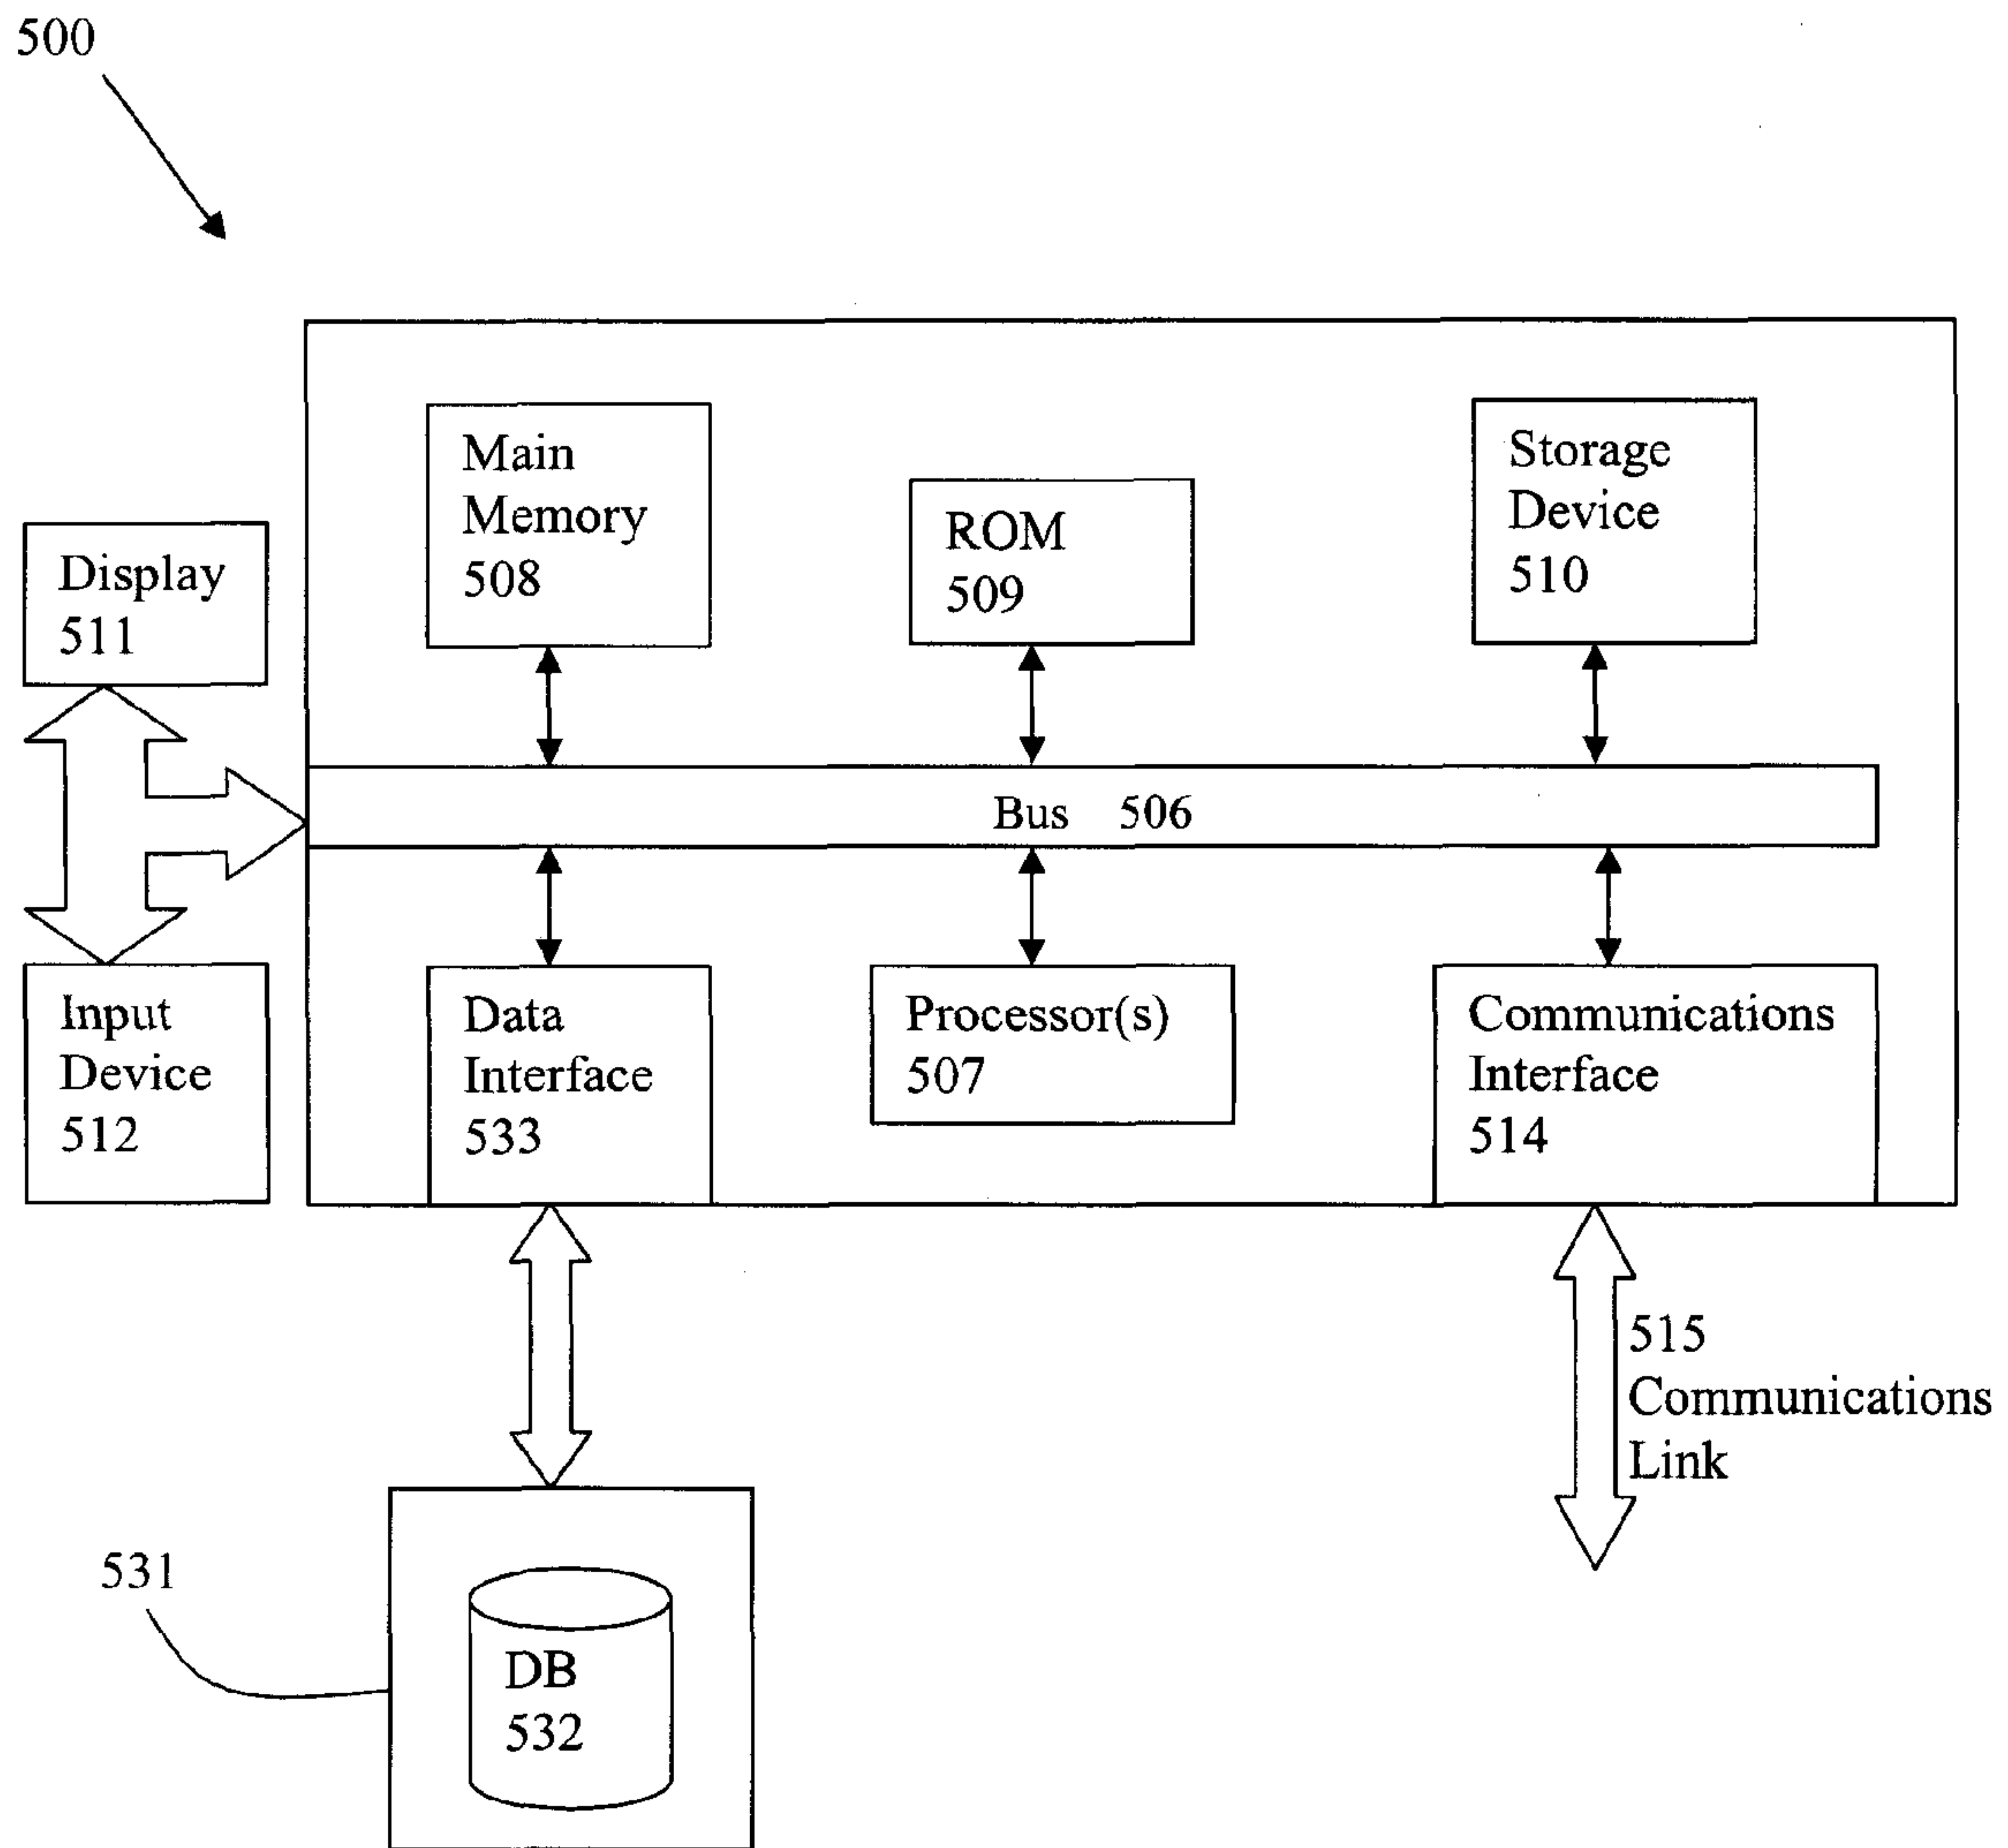 500
Main
Memory
508
ROM
509
Storage
Device
510
Display
511
Bus 506
Input
Device
512
Data
Interface
533
Processor(s)
507
Communications
Interface
514
515
Communications
Link
531
DB
532